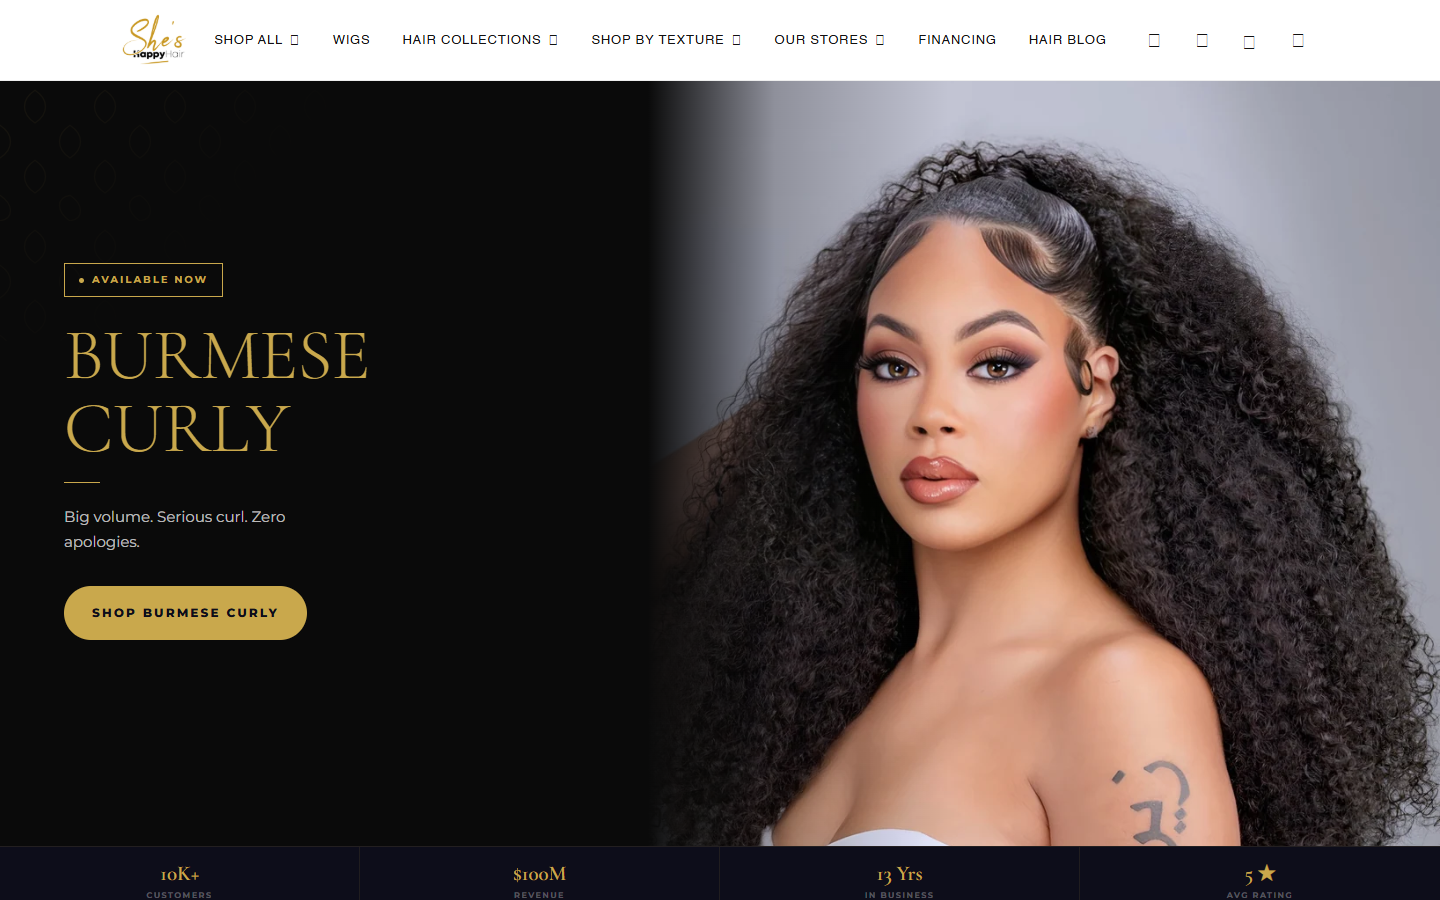 She's
HappyHair
SHOP ALL
WIGS
HAIR COLLECTIONS
SHOP BY TEXTURE
OUR STORES
FINANCING
HAIR BLOG
AVAILABLE NOW
BURMESE
CURLY
Big volume. Serious curl. Zero
apologies.
SHOP BURMESE CURLY
10K+
CUSTOMERS
$100M
REVENUE
13 Yrs
IN BUSINESS
5 ★
AVG RATING